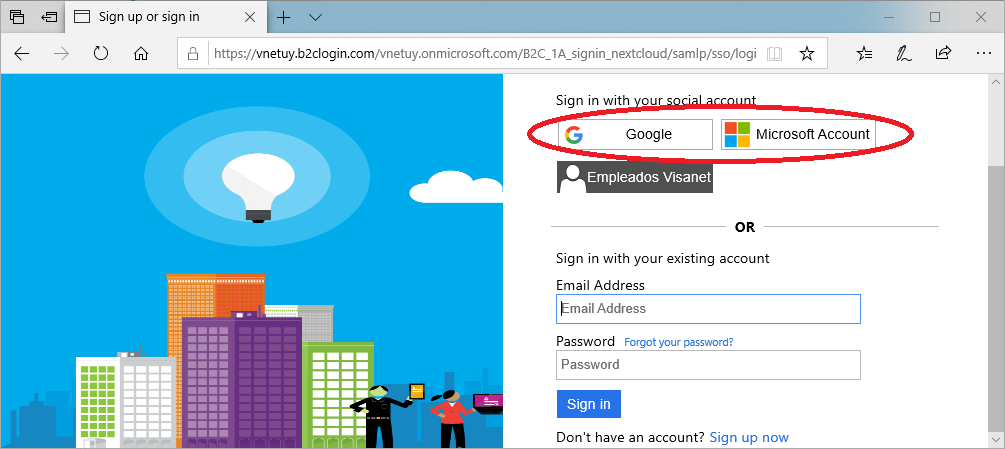 Sign up or sign in
https://vnetuy.b2clogin.com/vnetuy.onmicrosoft.com/B2C_1A_signin_nextcloud/samlp/sso/logi
Sign in with your social account
Google
Microsoft Account
Empleados Visanet
OR
Sign in with your existing account
Email Address
Email Address
Password Forgot your password?
Password
Sign in
Don't have an account? Sign up now